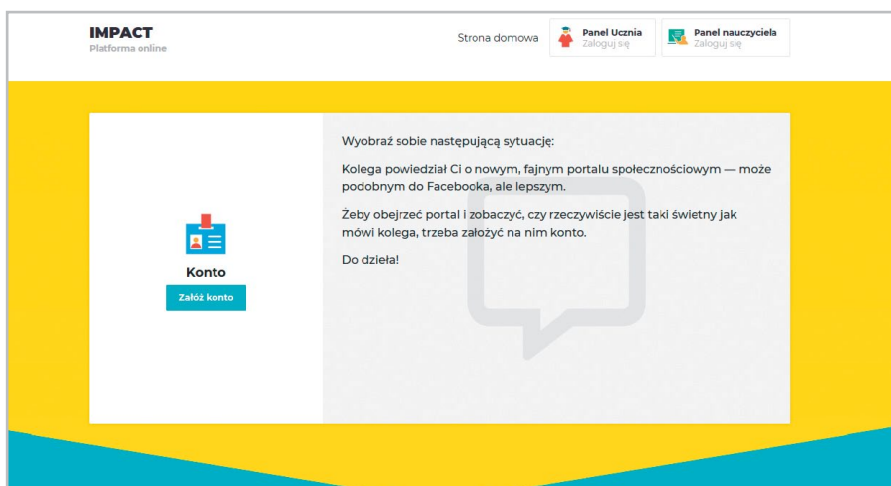 IMPACT
Platforma online
Strona domowa
Panel Ucznia
Zaloguj się
Panel nauczyciela
Zaloguj się
Wyobraź sobie następującą sytuację:
Kolega powiedział Ci o nowym, fajnym portalu społecznościowym — może
podobnym do Facebooka, ale lepszym.
Żeby obejrzeć portal i zobaczyć, czy rzeczywiście jest taki świetny jak
mówi kolega, trzeba założyć na nim konto.
Do dzieła!
Konto
Załóż konto